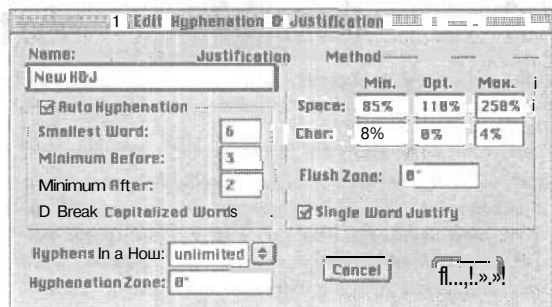 Edit Hyphenation & Justification
Name:
New H&J
Justification Method
Min. Opt. Max.
Space: 85% 110% 250%
Char: 8% 0% 4%
Auto Hyphenation
Smallest Word: 6
Minimum Before: 3
Minimum After: 2
Break Capitalized Words
Flush Zone: 0"
Single Word Justify
Hyphens In a Row: unlimited
Hyphenation Zone: 0"
Cancel